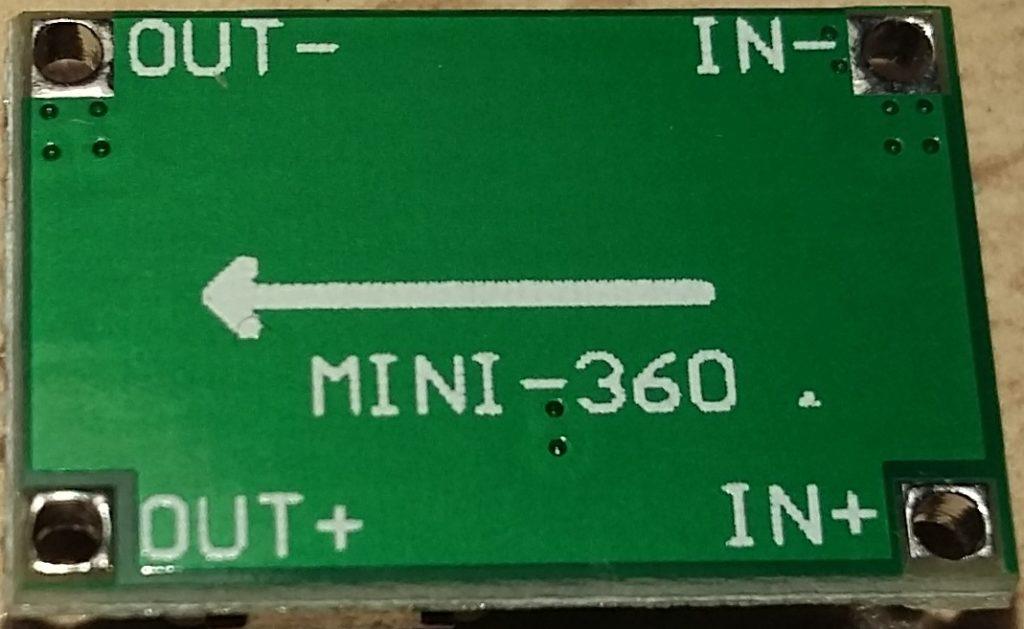 OUT- IN-
MINI-360
OUT+ IN+